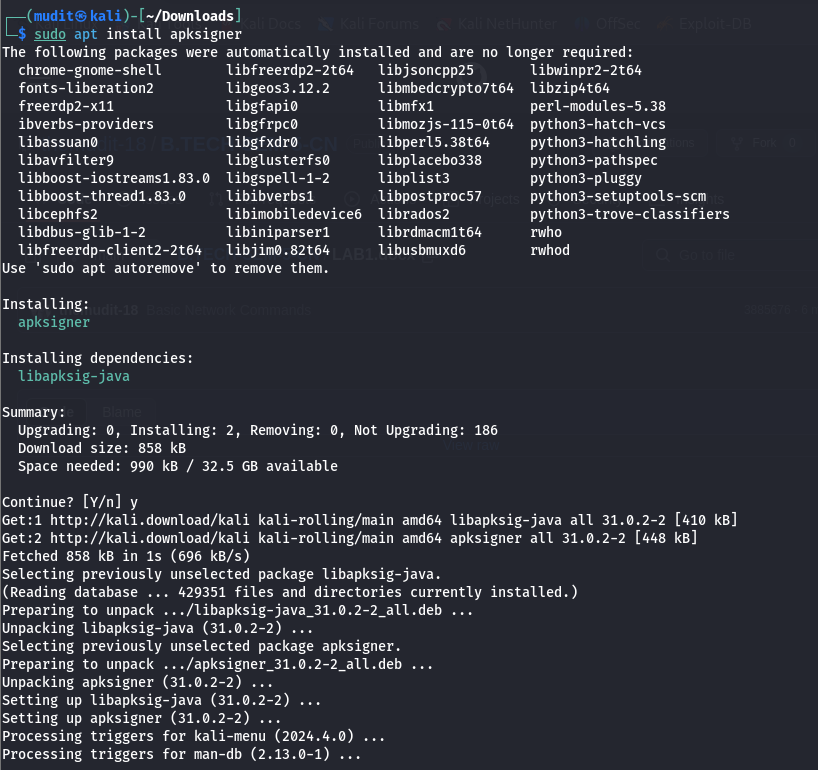 ┌──(mudit㉿kali)-[~/Downloads]
└─$ sudo apt install apksigner
The following packages were automatically installed and are no longer required:
  chrome-gnome-shell        libfreerdp2-2t64   libjsoncpp25      libwinpr2-2t64
  fonts-liberation2         libgeos3.12.2      libmbedcrypto7t64  libzip4t64
  freerdp2-x11              libgfapi0          libmfx1            perl-modules-5.38
  ibverbs-providers         libgfrpc0          libmozjs-115-0t64  python3-hatch-vcs
  libassuan0                libgfxdr0          libperl5.38t64     python3-hatchling
  libavfilter9              libglusterfs0      libplacebo338      python3-pathspec
  libboost-iostreams1.83.0  libgspell-1-2      libplist3          python3-pluggy
  libboost-thread1.83.0     libibverbs1        libpostproc57      python3-setuptools-scm
  libcephfs2                libimobiledevice6  librados2          python3-trove-classifiers
  libdbus-glib-1-2          libiniparser1      librdmacm1t64      rwho
  libfreerdp-client2-2t64   libjim0.82t64      libusbmuxd6        rwhod
Use 'sudo apt autoremove' to remove them.

Installing:
  apksigner

Installing dependencies:
  libapksig-java

Summary:
  Upgrading: 0, Installing: 2, Removing: 0, Not Upgrading: 186
  Download size: 858 kB
  Space needed: 990 kB / 32.5 GB available

Continue? [Y/n] y
Get:1 http://kali.download/kali kali-rolling/main amd64 libapksig-java all 31.0.2-2 [410 kB]
Get:2 http://kali.download/kali kali-rolling/main amd64 apksigner all 31.0.2-2 [448 kB]
Fetched 858 kB in 1s (696 kB/s)
Selecting previously unselected package libapksig-java.
(Reading database ... 429351 files and directories currently installed.)
Preparing to unpack .../libapksig-java_31.0.2-2_all.deb ...
Unpacking libapksig-java (31.0.2-2) ...
Selecting previously unselected package apksigner.
Preparing to unpack .../apksigner_31.0.2-2_all.deb ...
Unpacking apksigner (31.0.2-2) ...
Setting up libapksig-java (31.0.2-2) ...
Setting up apksigner (31.0.2-2) ...
Processing triggers for kali-menu (2024.4.0) ...
Processing triggers for man-db (2.13.0-1) ...